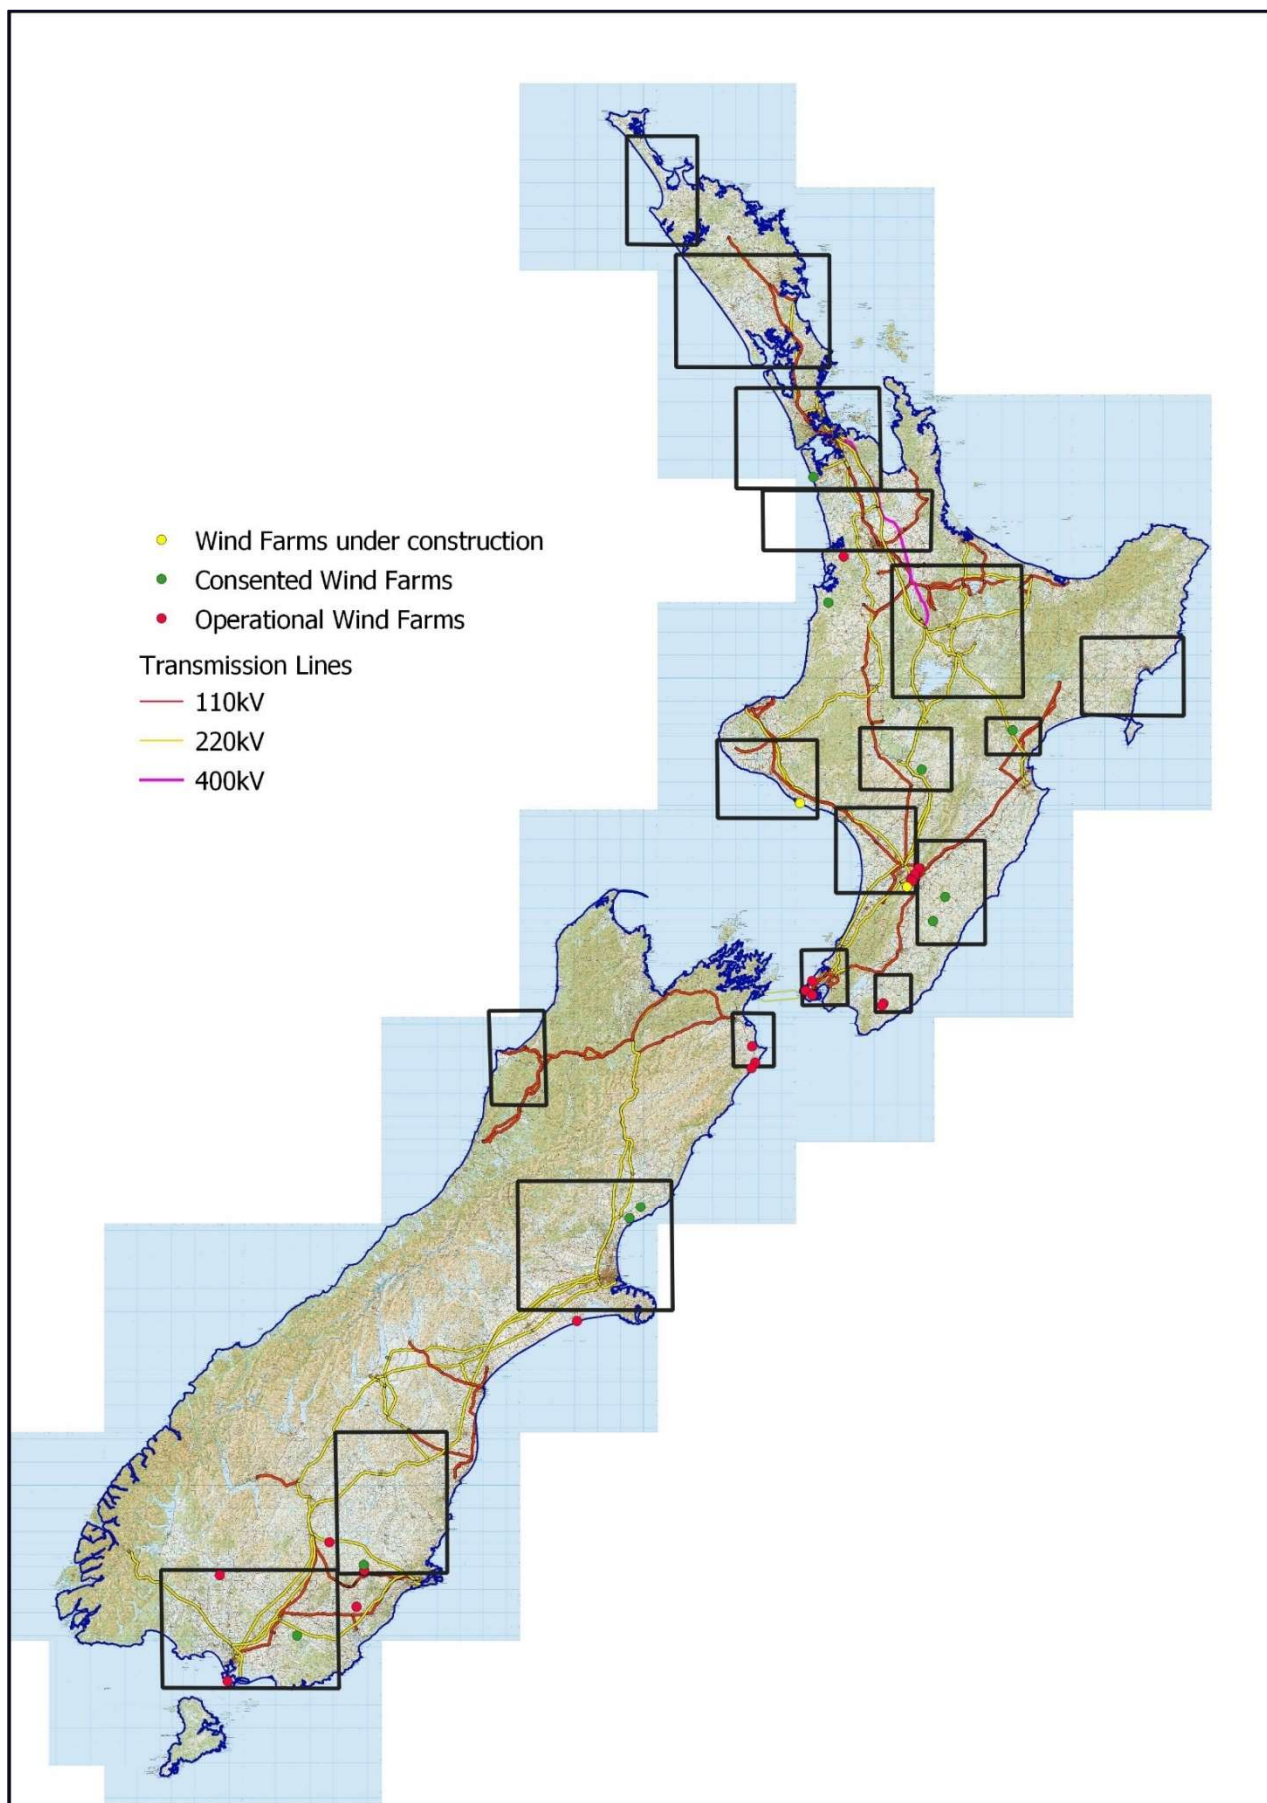 Wind Farms under construction
Consented Wind Farms
Operational Wind Farms
Transmission Lines
110kV
220kV
400kV